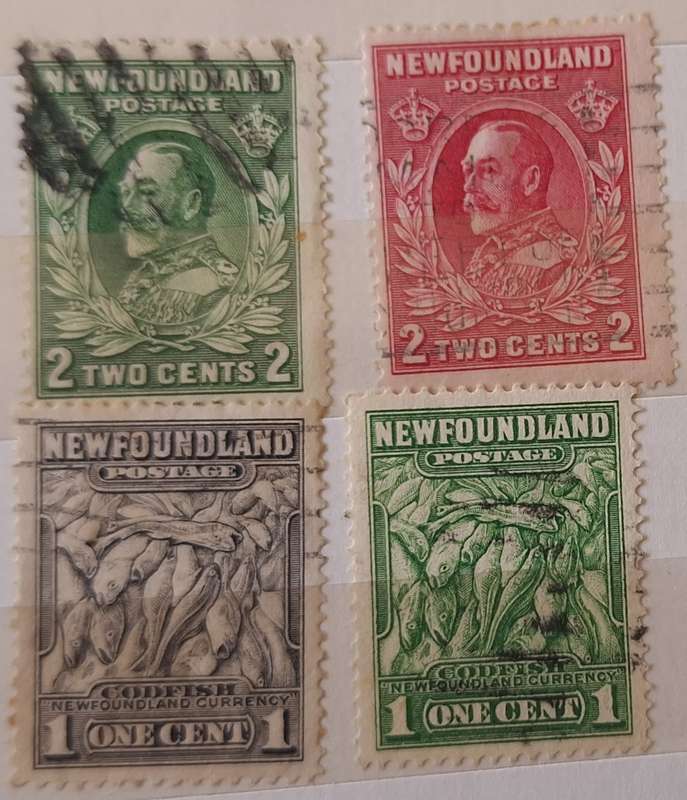 NEWFOUNDLAND
POSTAGE
2 TWO CENTS 2
NEWFOUNDLAND
POSTAGE
2 TWO CENTS 2
NEWFOUNDLAND
POSTAGE
CODFISH
"NEWFOUNDLAND CURRENCY"
1 ONE CENT 1
NEWFOUNDLAND
POSTAGE
CODFISH
"NEWFOUNDLAND CURRENCY"
1 ONE CENT 1